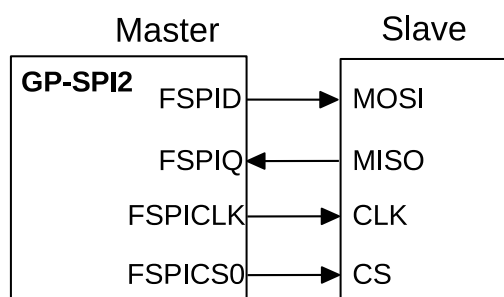 Master Slave
GP-SPI2
FSPID MOSI
FSPIQ MISO
FSPICLK CLK
FSPICS0 CS